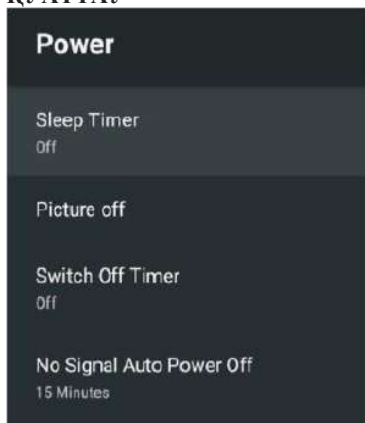 Power
Sleep Timer
Off
Picture off
Switch Off Timer
Off
No Signal Auto Power Off
15 Minutes